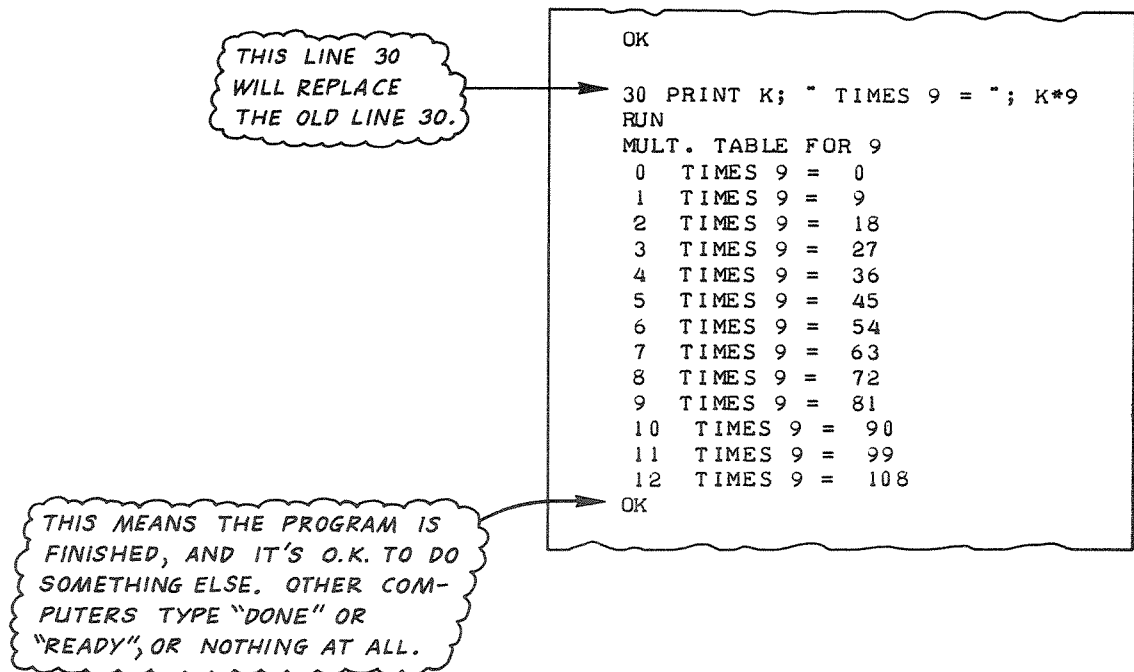 THIS LINE 30
WILL REPLACE
THE OLD LINE 30.
OK
30 PRINT K; " TIMES 9 = "; K*9
RUN
MULT. TABLE FOR 9
0 TIMES 9 = 0
1 TIMES 9 = 9
2 TIMES 9 = 18
3 TIMES 9 = 27
4 TIMES 9 = 36
5 TIMES 9 = 45
6 TIMES 9 = 54
7 TIMES 9 = 63
8 TIMES 9 = 72
9 TIMES 9 = 81
10 TIMES 9 = 90
11 TIMES 9 = 99
12 TIMES 9 = 108
OK
THIS MEANS THE PROGRAM IS
FINISHED, AND IT'S O.K. TO DO
SOMETHING ELSE. OTHER COM-
PUTERS TYPE "DONE" OR
"READY", OR NOTHING AT ALL.